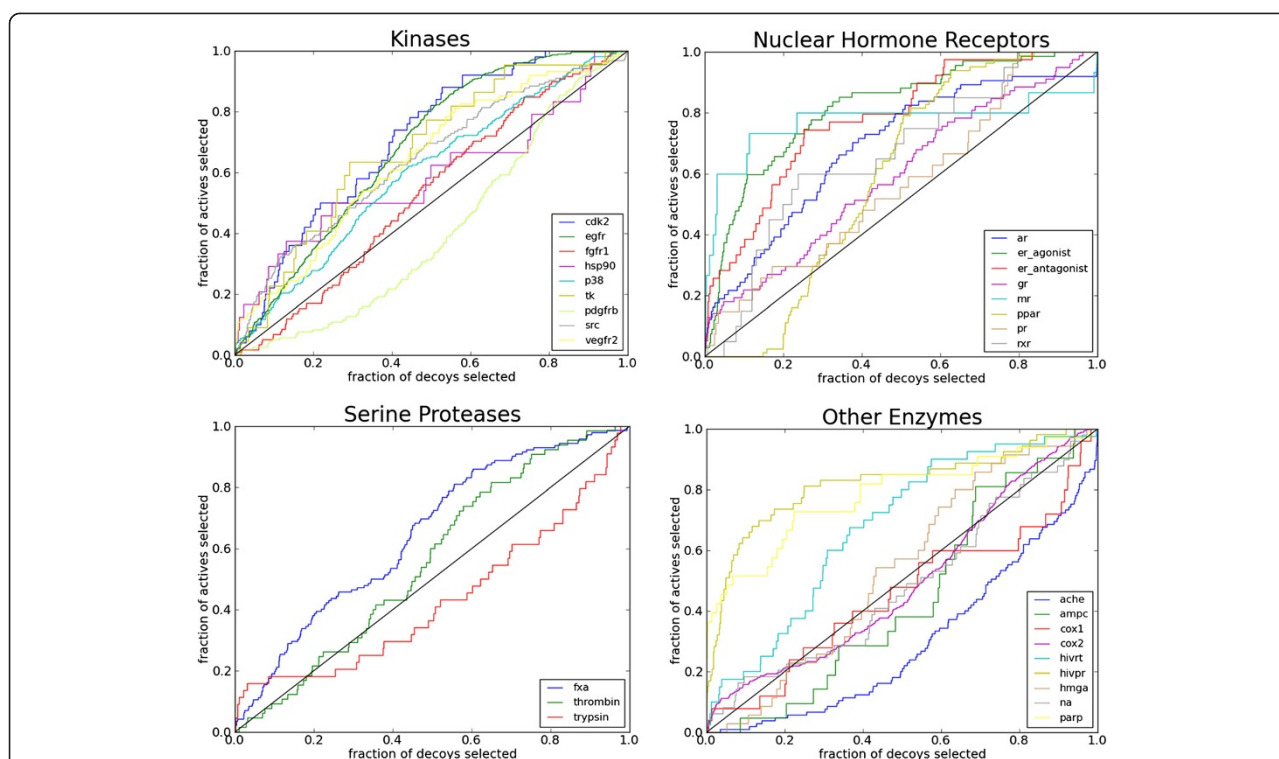 Kinases
1.0
0.8
0.6
0.4
0.2
0.0
fraction of actives selected
cdk2
egfr
fgfr1
hsp90
p38
tk
pdgfrb
src
vegfr2
0.0 0.2 0.4 0.6 0.8 1.0
fraction of decoys selected
Nuclear Hormone Receptors
1.0
0.8
0.6
0.4
0.2
0.0
fraction of actives selected
ar
er_agonist
er_antagonist
gr
mr
ppar
pr
rxr
0.0 0.2 0.4 0.6 0.8 1.0
fraction of decoys selected
Serine Proteases
1.0
0.8
0.6
0.4
0.2
0.0
fraction of actives selected
fxa
thrombin
trypsin
0.0 0.2 0.4 0.6 0.8 1.0
fraction of decoys selected
Other Enzymes
1.0
0.8
0.6
0.4
0.2
0.0
fraction of actives selected
ache
ampc
cox1
cox2
hivrt
hivpr
hmga
na
parp
0.0 0.2 0.4 0.6 0.8 1.0
fraction of decoys selected